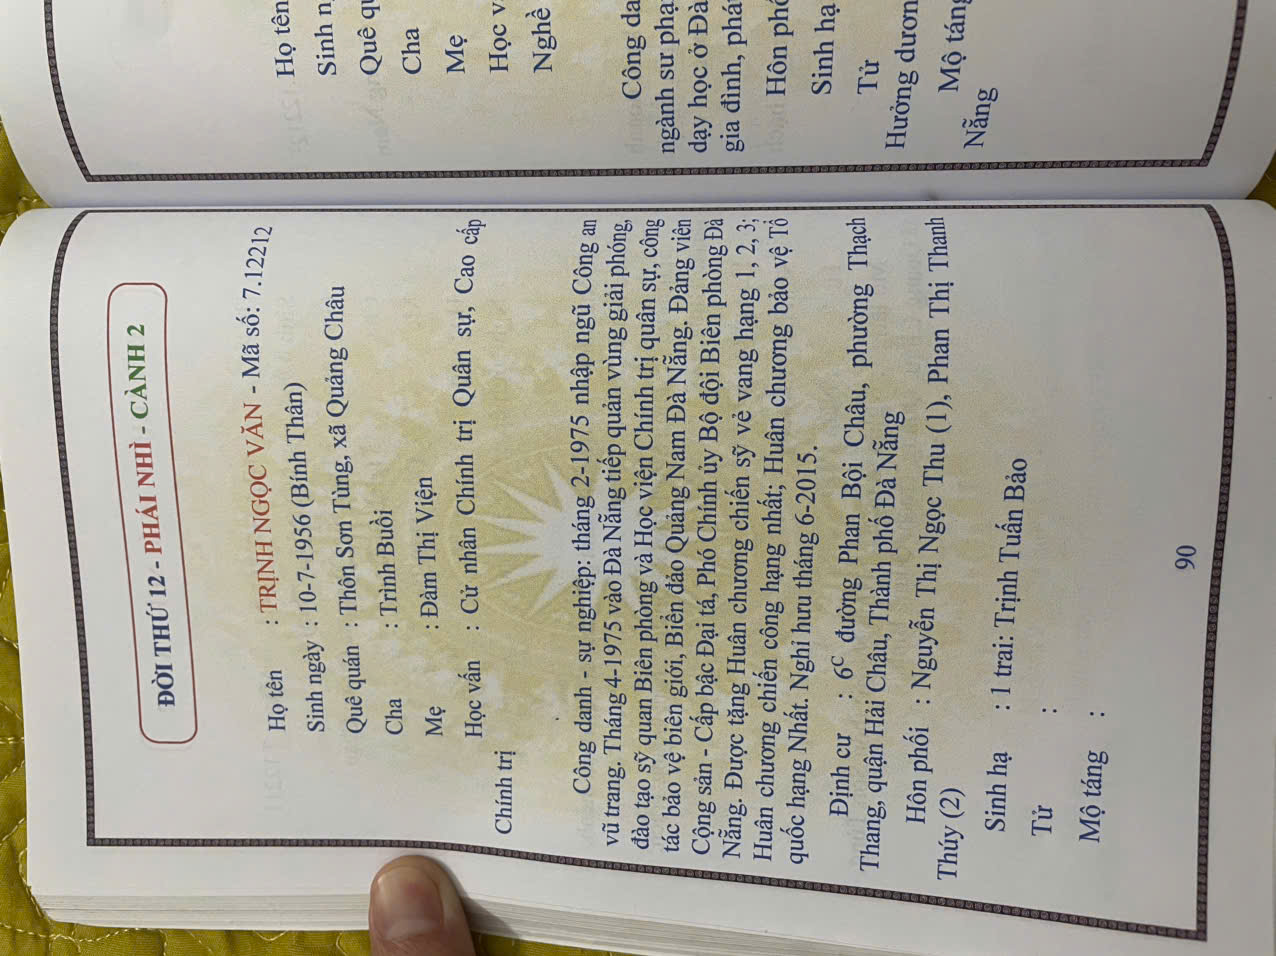 ĐỜI THỨ 12 - PHÁI NHÌ - CÀNH 2
Họ tên : TRỊNH NGỌC VÂN - Mã số: 7.12212
Sinh ngày : 10-7-1956 (Bính Thân)
Quê quán : Thôn Sơn Tùng, xã Quảng Châu
Cha : Trịnh Buồi
Mẹ : Đàm Thị Viện
Học vấn : Cử nhân Chính trị Quân sự, Cao cấp
Chính trị
Công danh - sự nghiệp: tháng 2-1975 nhập ngũ Công an
vũ trang. Tháng 4-1975 vào Đà Nẵng tiếp quản vùng giải phóng,
đào tạo sỹ quan Biên phòng và Học viện Chính trị quân sự, công
tác bảo vệ biên giới, Biển đảo Quảng Nam Đà Nẵng. Đảng viên
Cộng sản - Cấp bậc Đại tá, Phó Chính ủy Bộ đội Biên phòng Đà
Nẵng. Được tặng Huân chương chiến sỹ vẻ vang hạng 1, 2, 3;
Huân chương chiến công hạng nhất; Huân chương bảo vệ Tổ
quốc hạng Nhất. Nghỉ hưu tháng 6-2015.
Định cư : 6C đường Phan Bội Châu, phường Thạch
Thang, quận Hải Châu, Thành phố Đà Nẵng
Hôn phối : Nguyễn Thị Ngọc Thu (1), Phan Thị Thanh
Thúy (2)
Sinh hạ : 1 trai: Trịnh Tuấn Bảo
Tử :
Mộ táng :
90
Họ tên
Sinh n
Quê qu
Cha
Mẹ
Học v
Nghề
Công da
ngành sư phạ
dạy học ở Đà
gia đình, phá
Hôn phố
Sinh hạ
Tử
Hưởng dươn
Mộ táng
Nẵng